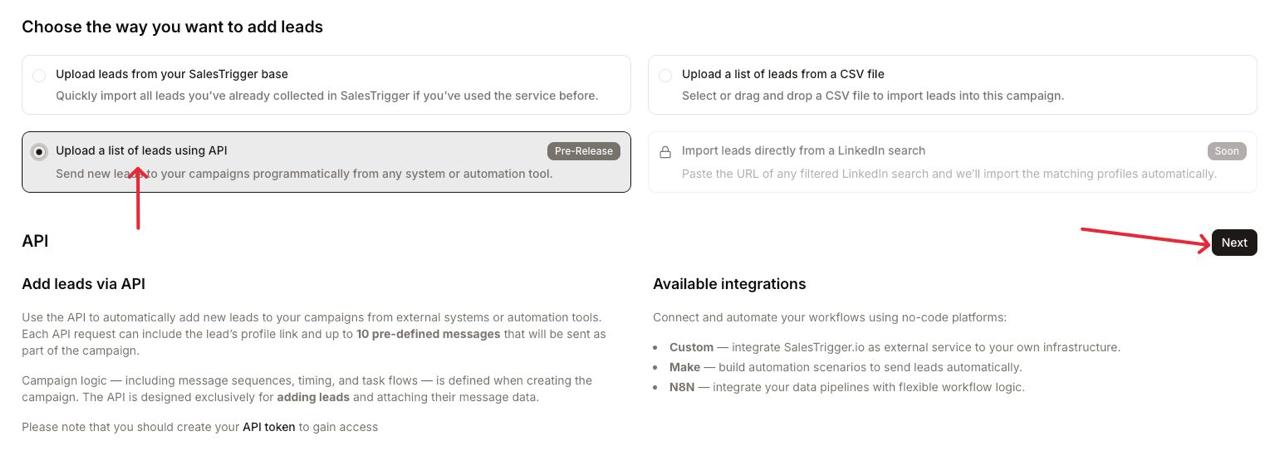 Choose the way you want to add leads
Upload leads from your SalesTrigger base
Quickly import all leads you've already collected in SalesTrigger if you've used the service before.
Upload a list of leads from a CSV file
Select or drag and drop a CSV file to import leads into this campaign.
Upload a list of leads using API
Pre-Release
Send new leads to your campaigns programmatically from any system or automation tool.
Import leads directly from a LinkedIn search
Soon
Paste the URL of any filtered LinkedIn search and we'll import the matching profiles automatically.
API
Next
Add leads via API
Use the API to automatically add new leads to your campaigns from external systems or automation tools.
Each API request can include the lead's profile link and up to 10 pre-defined messages that will be sent as
part of the campaign.
Campaign logic — including message sequences, timing, and task flows — is defined when creating the
campaign. The API is designed exclusively for adding leads and attaching their message data.
Please note that you should create your API token to gain access
Available integrations
Connect and automate your workflows using no-code platforms:
• Custom — integrate SalesTrigger.io as external service to your own infrastructure.
• Make — build automation scenarios to send leads automatically.
• N8N — integrate your data pipelines with flexible workflow logic.